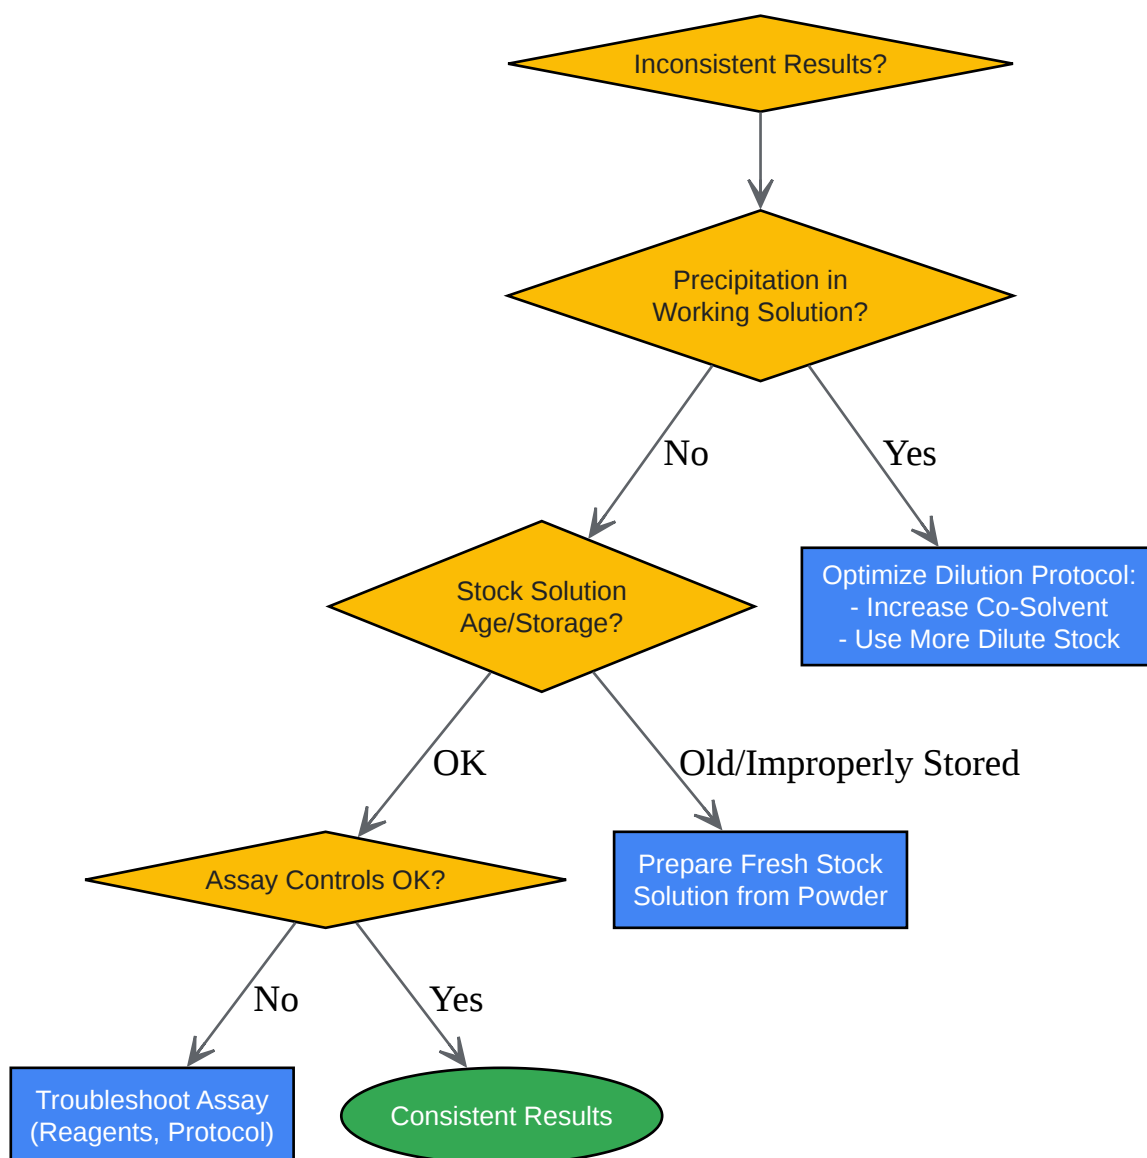 Inconsistent Results?
Precipitation in
Working Solution?
No
Yes
Optimize Dilution Protocol:
- Increase Co-Solvent
- Use More Dilute Stock
Stock Solution
Age/Storage?
OK
Old/Improperly Stored
Prepare Fresh Stock
Solution from Powder
Assay Controls OK?
No
Yes
Troubleshoot Assay
(Reagents, Protocol)
Consistent Results